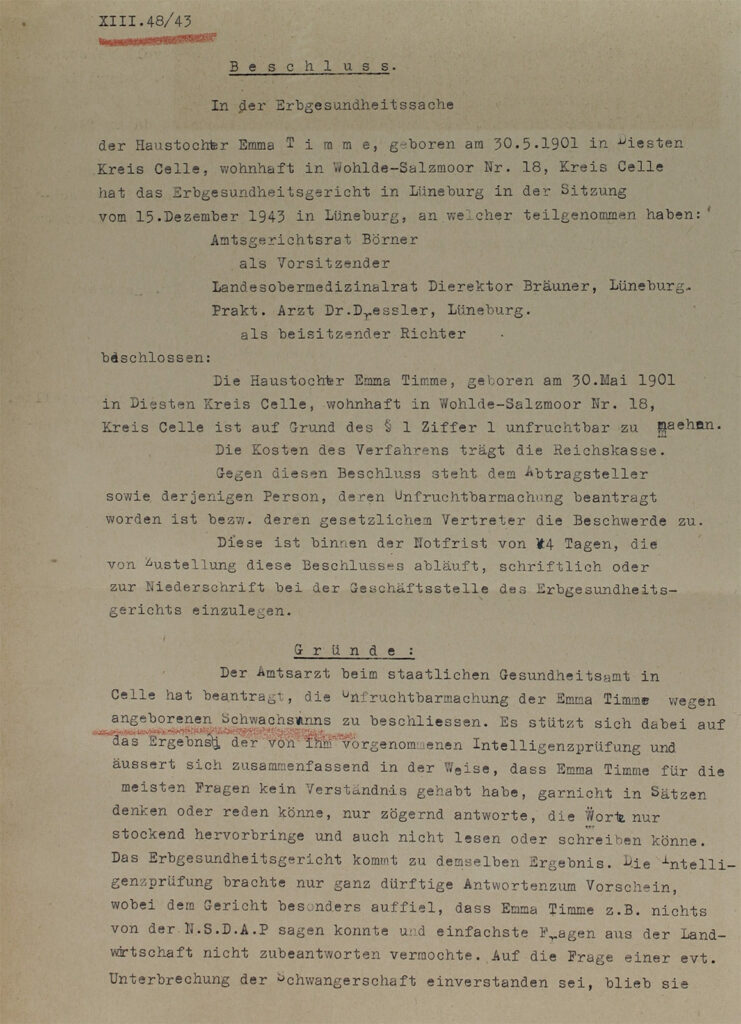 XIII.48/43
B e s c h l u s s.
In der Erbgesundheitssache
der Haustochter Emma T i m m e, geboren am 30.5.1901 in Diesten
Kreis Celle, wohnhaft in Wohlde-Salzmoor Nr. 18, Kreis Celle
hat das Erbgesundheitsgericht in Lüneburg in der Sitzung
vom 15.Dezember 1943 in Lüneburg, an welcher teilgenommen haben:
Amtsgerichtsrat Börner
als Vorsitzender
Landesobermedizinalrat Dierektor Bräuner, Lüneburg.
Prakt. Arzt Dr.Dressler, Lüneburg.
als beisitzender Richter
beschlossen:
Die Haustochter Emma Timme, geboren am 30.Mai 1901
in Diesten Kreis Celle, wohnhaft in Wohlde-Salzmoor Nr. 18,
Kreis Celle ist auf Grund des § 1 Ziffer 1 unfruchtbar zu maehen.
Die Kosten des Verfahrens trägt die Reichskasse.
Gegen diesen Beschluss steht dem Abtragsteller
sowie derjenigen Person, deren Unfruchtbarmachung beantragt
worden ist bezw. deren gesetzlichem Vertreter die Beschwerde zu.
Diese ist binnen der Notfrist von 14 Tagen, die
von Zustellung diese Beschlusses abläuft, schriftlich oder
zur Niederschrift bei der Geschäftsstelle des Erbgesundheits-
gerichts einzulegen.
G r ü n d e :
Der Amtsarzt beim staatlichen Gesundheitsamt in
Celle hat beantragt, die Unfruchtbarmachung der Emma Timme wegen
angeborenen Schwachsinns zu beschliessen. Es stützt sich dabei auf
das Ergebnsi der von ihm vorgenommenen Intelligenzprüfung und
äussert sich zusammenfassend in der Weise, dass Emma Timme für die
meisten Fragen kein Verständnis gehabt habe, garnicht in Sätzen
denken oder reden könne, nur zögernd antworte, die Worte nur
stockend hervorbringe und auch nicht lesen oder schreiben könne.
Das Erbgesundheitsgericht kommt zu demselben Ergebnis. Die Intelli-
genzprüfung brachte nur ganz dürftige Antwortenzum Vorschein,
wobei dem Gericht besonders auffiel, dass Emma Timme z.B. nichts
von der N.S.D.A.P sagen konnte und einfachste Fragen aus der Land-
wirtschaft nicht zubeantworten vermochte. Auf die Frage einer evt.
Unterbrechung der Schwangerschaft einverstanden sei, blieb sie